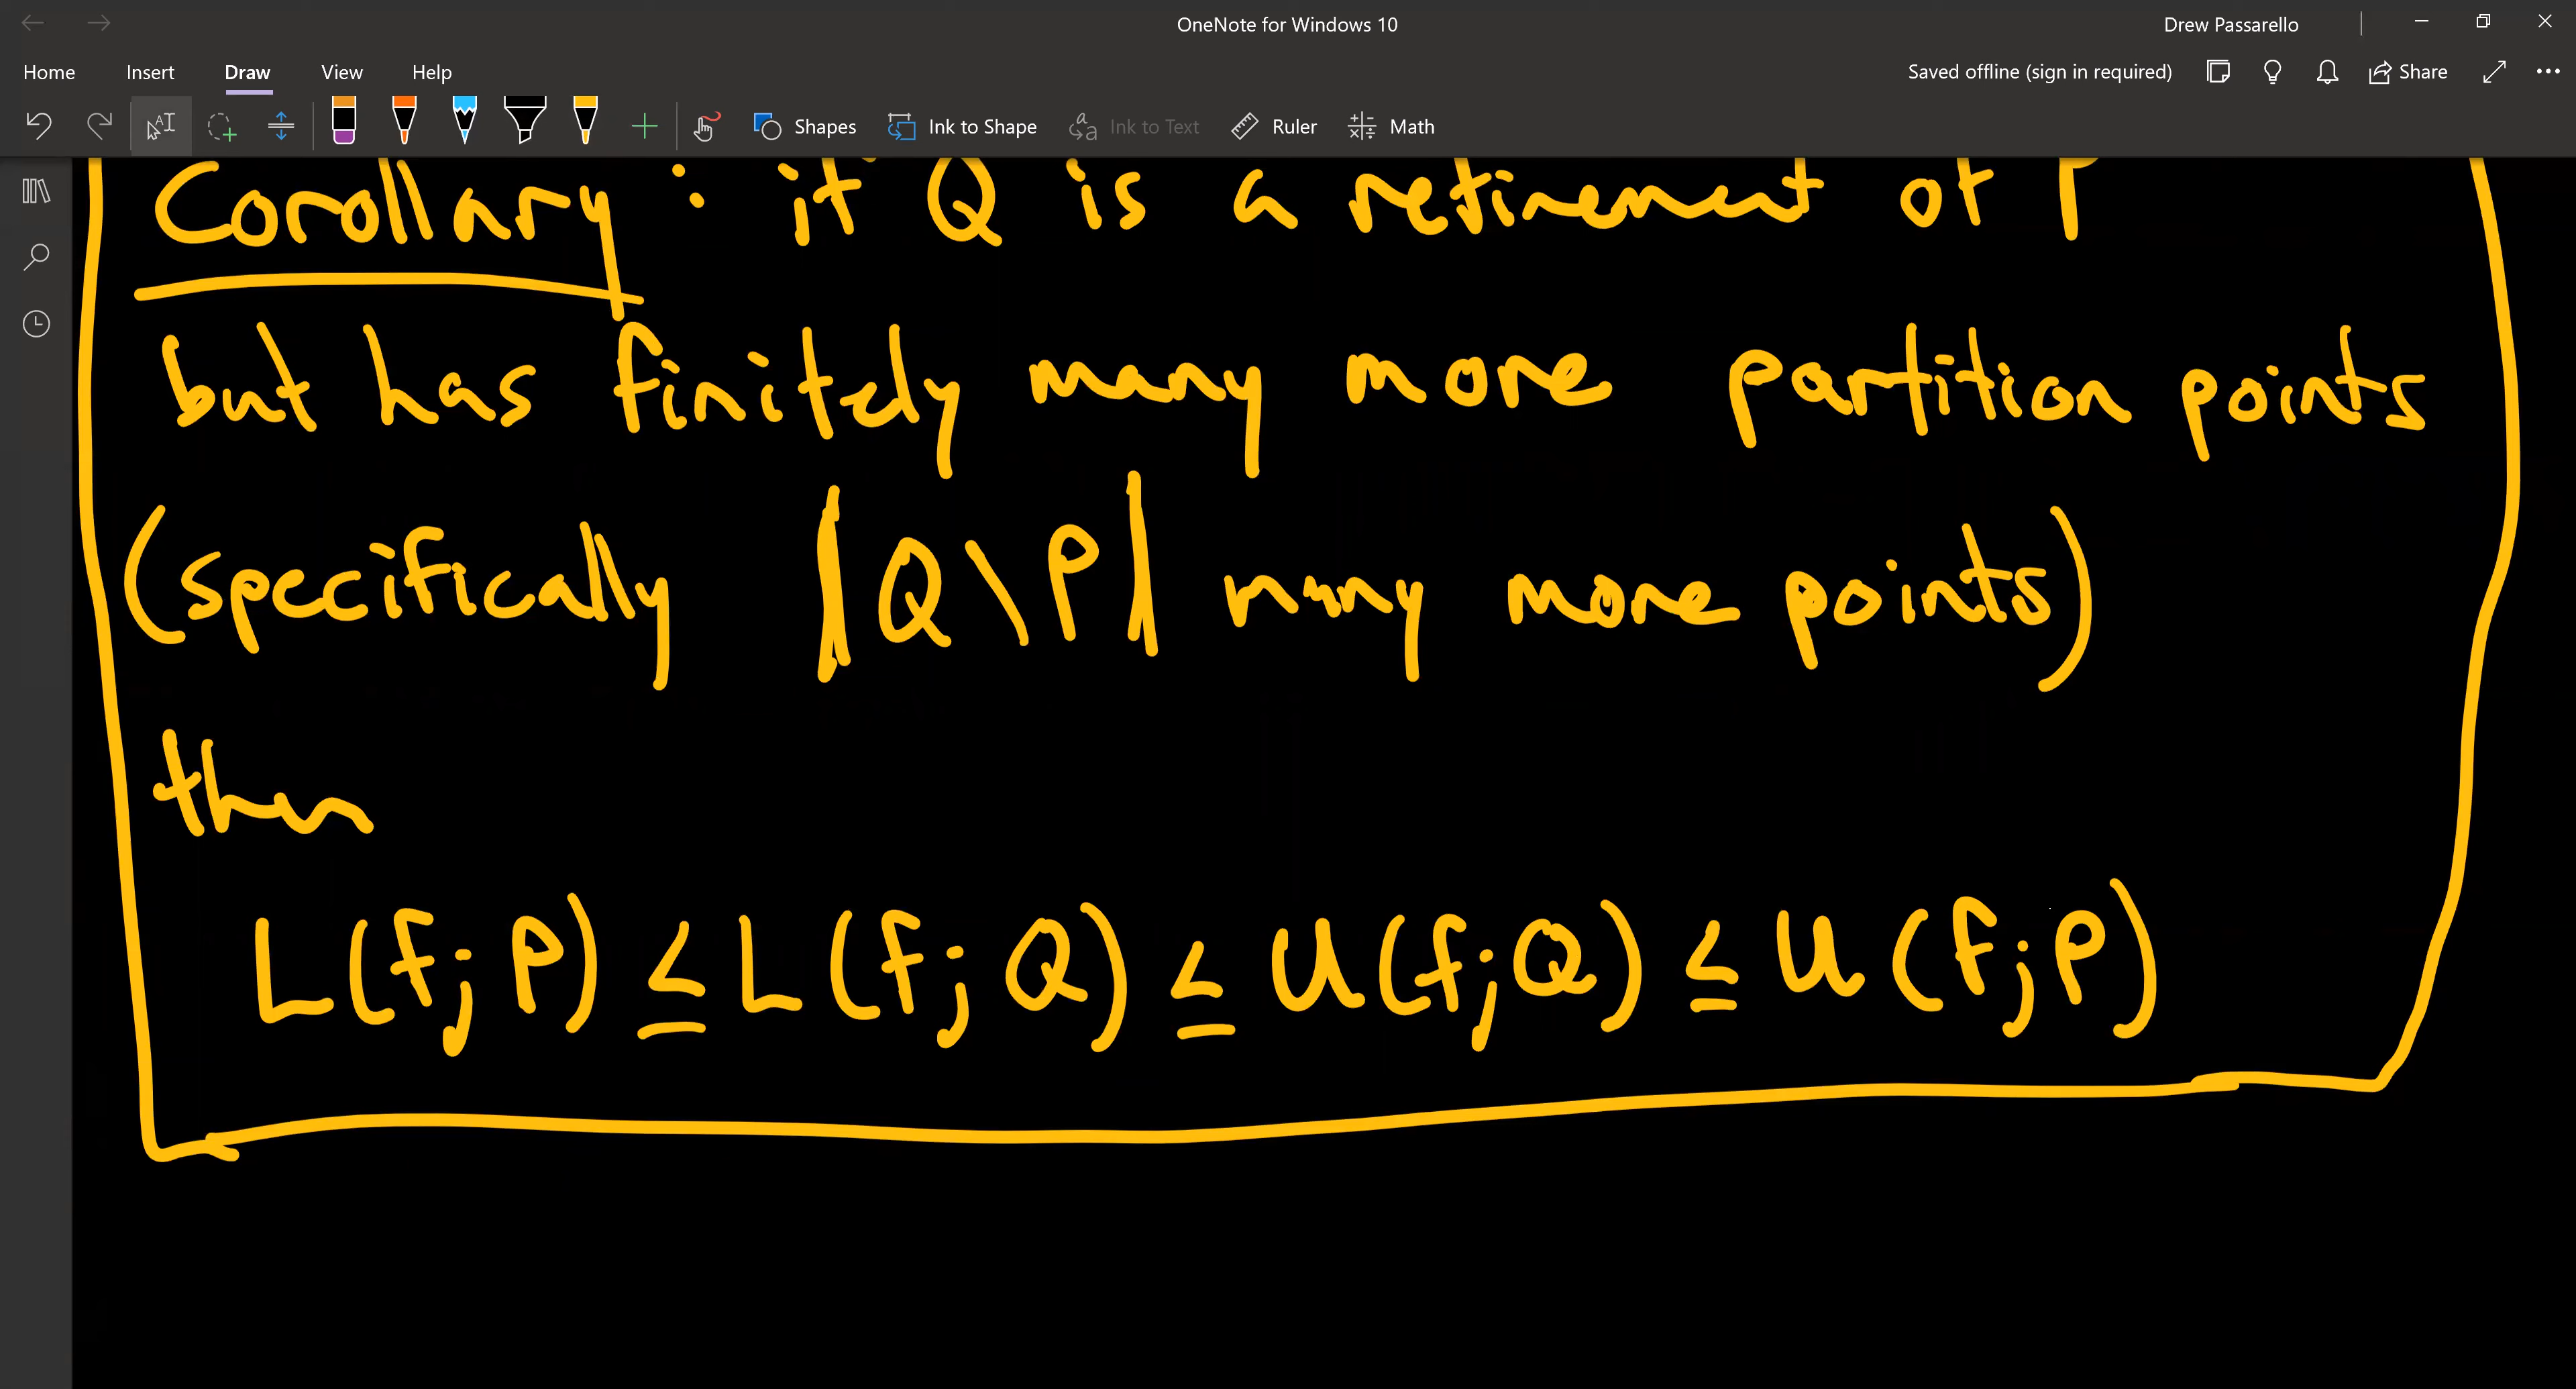 OneNote for Windows 10
Drew Passarello
Home Insert Draw View Help
Saved offline (sign in required) Share
Shapes Ink to Shape Ink to Text Ruler Math
Corollary : if Q is a refinement of P
but has finitely many more partition points
(specifically |Q\P| many more points)
then
L(f;P) ≤ L(f;Q) ≤ U(f;Q) ≤ U(f;P)